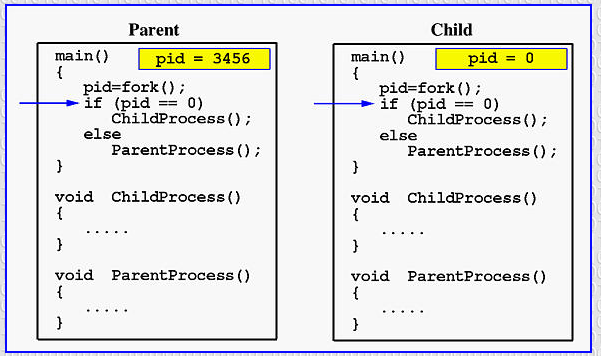 Parent
main()
pid = 3456
{
pid=fork();
if (pid == 0)
ChildProcess();
else
ParentProcess();
}
void ChildProcess()
{
.....
}
void ParentProcess()
{
.....
}
Child
main()
pid = 0
{
pid=fork();
if (pid == 0)
ChildProcess();
else
ParentProcess();
}
void ChildProcess()
{
.....
}
void ParentProcess()
{
.....
}